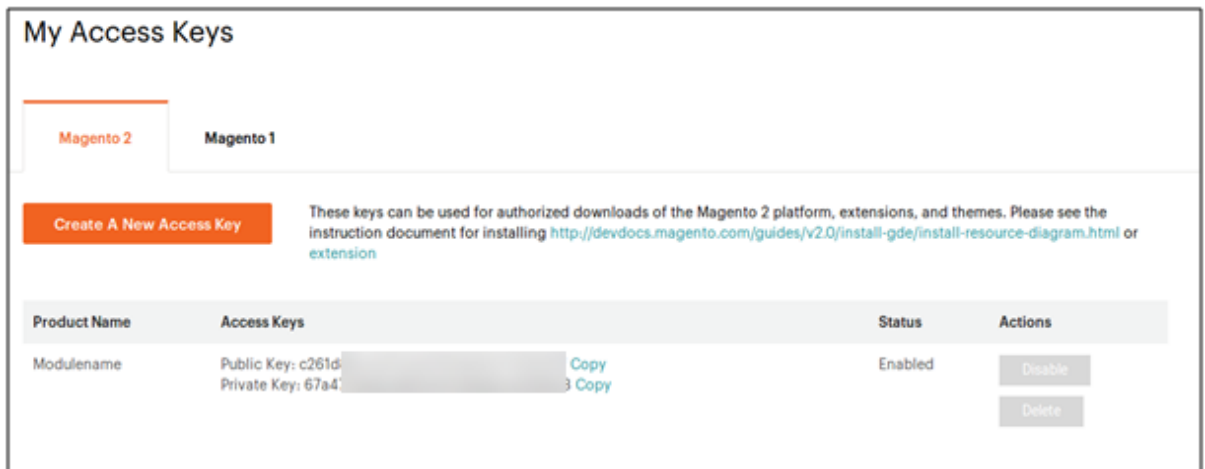 My Access Keys
Magento 2
Magento 1
Create A New Access Key
These keys can be used for authorized downloads of the Magento 2 platform, extensions, and themes. Please see the
instruction document for installing http://devdocs.magento.com/guides/v2.0/install-gde/install-resource-diagram.html or
extension
Product Name Access Keys Status Actions
Modulename Public Key: c261d Copy Enabled Disable
Private Key: 67a4 Copy
Delete